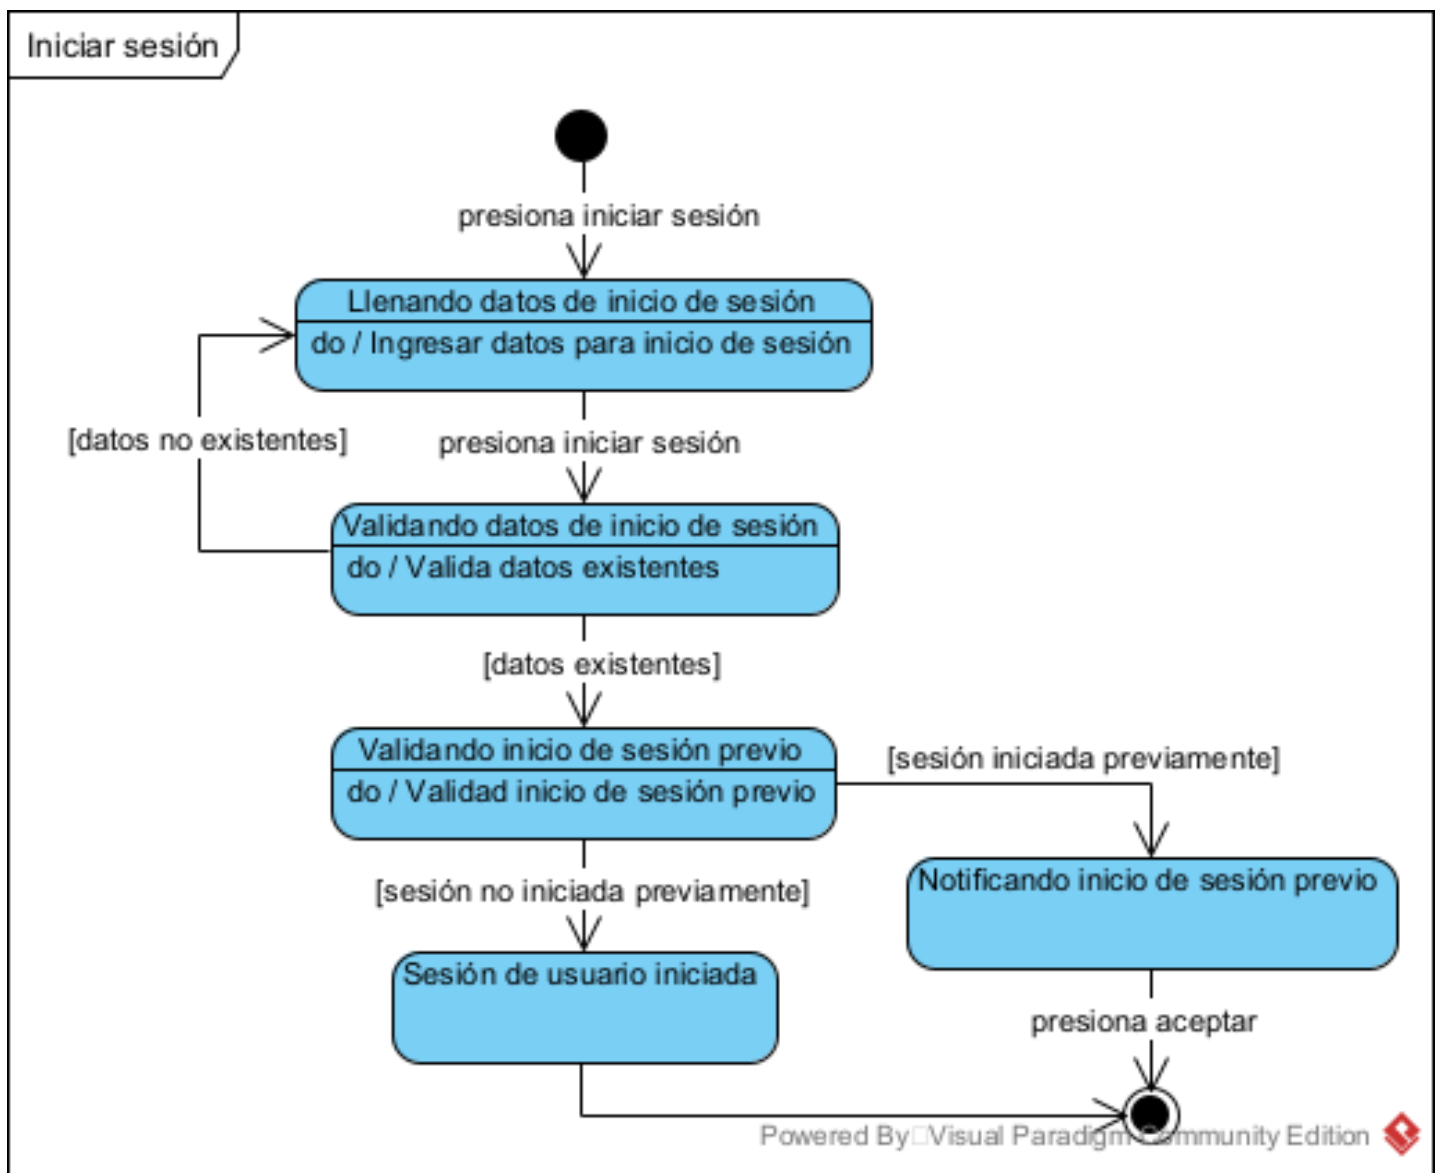 Iniciar sesión
presiona iniciar sesión
Llenando datos de inicio de sesión
do / Ingresar datos para inicio de sesión
[datos no existentes]
presiona iniciar sesión
Validando datos de inicio de sesión
do / Valida datos existentes
[datos existentes]
Validando inicio de sesión previo
do / Validad inicio de sesión previo
[sesión iniciada previamente]
[sesión no iniciada previamente]
Notificando inicio de sesión previo
Sesión de usuario iniciada
presiona aceptar
Powered By Visual Paradigm Community Edition